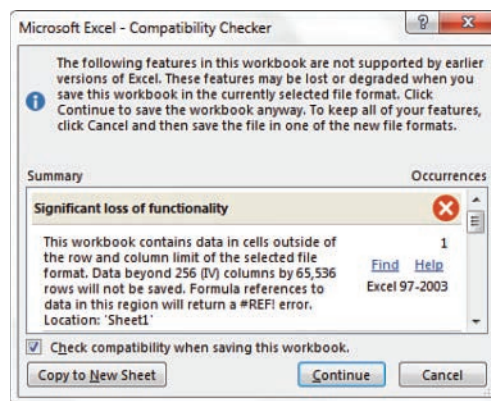 Microsoft Excel - Compatibility Checker
The following features in this workbook are not supported by earlier
versions of Excel. These features may be lost or degraded when you
save this workbook in the currently selected file format. Click
Continue to save the workbook anyway. To keep all of your features,
click Cancel and then save the file in one of the new file formats.
Summary Occurrences
Significant loss of functionality
This workbook contains data in cells outside of 1
the row and column limit of the selected file
format. Data beyond 256 (IV) columns by 65,536 Find Help
rows will not be saved. Formula references to Excel 97-2003
data in this region will return a #REF! error.
Location: 'Sheet1'
Check compatibility when saving this workbook.
Copy to New Sheet Continue Cancel